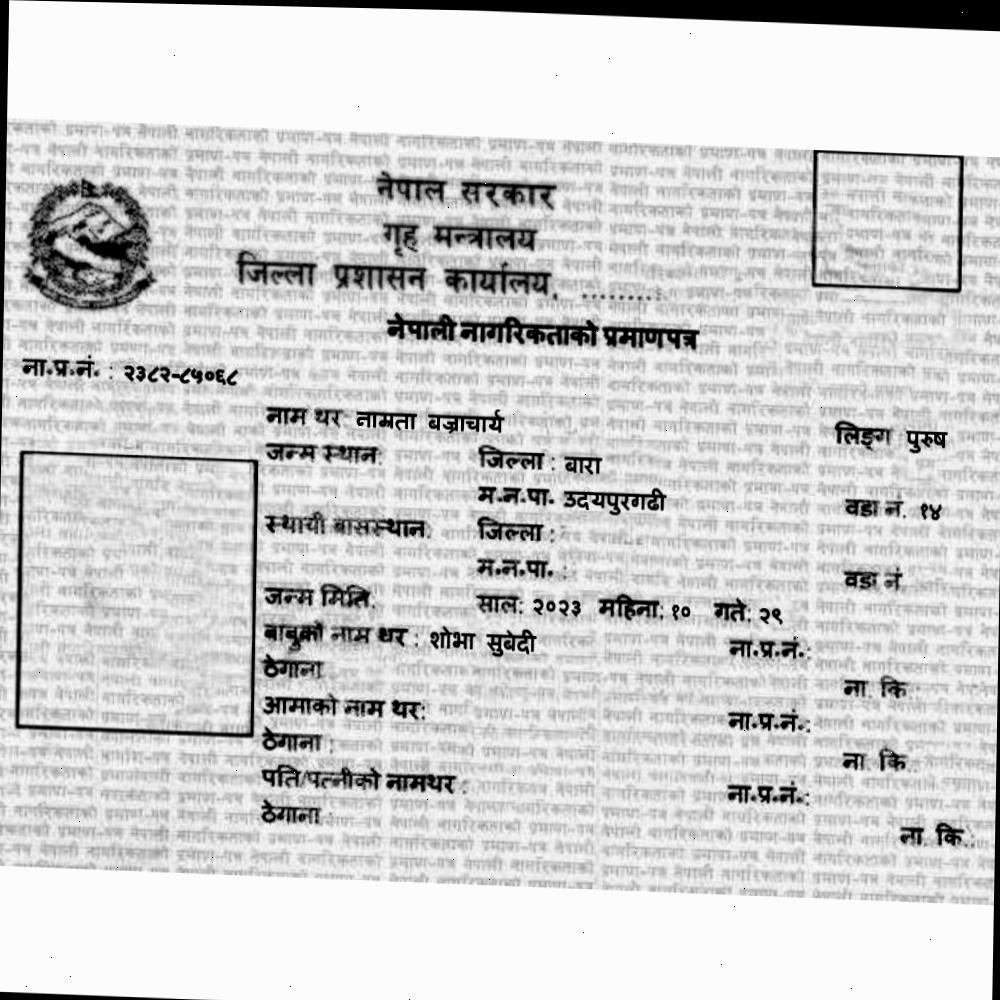 नेपाल सरकार
गृह मन्त्रालय
जिल्ला प्रशासन कार्यालय, .........
नेपाली नागरिकताको प्रमाणपत्र
ना.प्र.नं. : २३८२-८५०६८
नाम थर नाम्रता बज्राचार्य लिङ्ग पुरुष
जन्म स्थान: जिल्ला : बारा
म.न.पा. उदयपुरगढी वडा नं. १४
स्थायी बासस्थान: जिल्ला :
म.न.पा. : वडा नं
जन्म मिति: साल: २०२३ महिना: १० गते: २९
बाबुको नाम थर : शोभा सुबेदी ना.प्र.नं.:
ठेगाना ना. कि.:
आमाको नाम थर: ना.प्र.नं.:
ठेगाना : ना. कि.:
पति/पत्नीको नामथर : ना.प्र.नं.:
ठेगाना : ना. कि.: